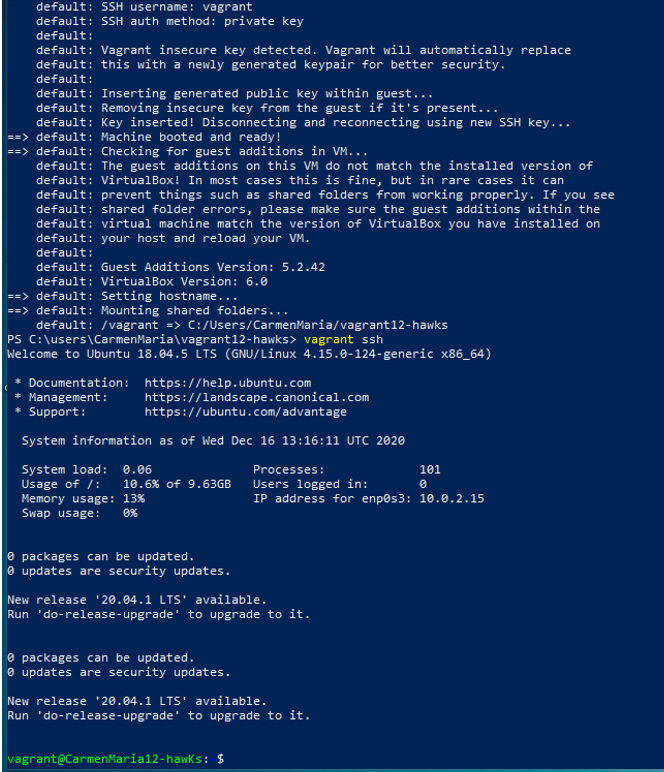 default: SSH username: vagrant
default: SSH auth method: private key
default:
default: Vagrant insecure key detected. Vagrant will automatically replace
default: this with a newly generated keypair for better security.
default:
default: Inserting generated public key within guest...
default: Removing insecure key from the guest if it's present...
default: Key inserted! Disconnecting and reconnecting using new SSH key...
==> default: Machine booted and ready!
==> default: Checking for guest additions in VM...
default: The guest additions on this VM do not match the installed version of
default: VirtualBox! In most cases this is fine, but in rare cases it can
default: prevent things such as shared folders from working properly. If you see
default: shared folder errors, please make sure the guest additions within the
default: virtual machine match the version of VirtualBox you have installed on
default: your host and reload your VM.
default:
default: Guest Additions Version: 5.2.42
default: VirtualBox Version: 6.0
==> default: Setting hostname...
==> default: Mounting shared folders...
default: /vagrant => C:/Users/CarmenMaria/vagrant12-hawks
PS C:\users\CarmenMaria\vagrant12-hawks> vagrant ssh
Welcome to Ubuntu 18.04.5 LTS (GNU/Linux 4.15.0-124-generic x86_64)
* Documentation: https://help.ubuntu.com
* Management: https://landscape.canonical.com
* Support: https://ubuntu.com/advantage
System information as of Wed Dec 16 13:16:11 UTC 2020
System load: 0.06 Processes: 101
Usage of /: 10.6% of 9.63GB Users logged in: 0
Memory usage: 13% IP address for enp0s3: 10.0.2.15
Swap usage: 0%
0 packages can be updated.
0 updates are security updates.
New release '20.04.1 LTS' available.
Run 'do-release-upgrade' to upgrade to it.
0 packages can be updated.
0 updates are security updates.
New release '20.04.1 LTS' available.
Run 'do-release-upgrade' to upgrade to it.
vagrant@CarmenMaria12-hawKs: $